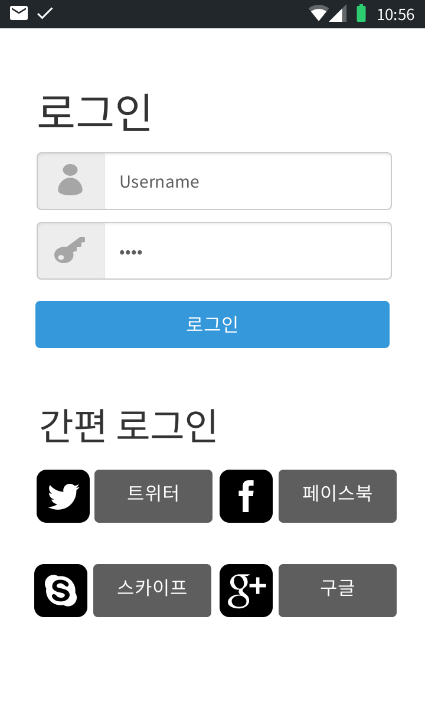 10:56
로그인
Username
••••
로그인
간편 로그인
트위터 페이스북
스카이프 구글